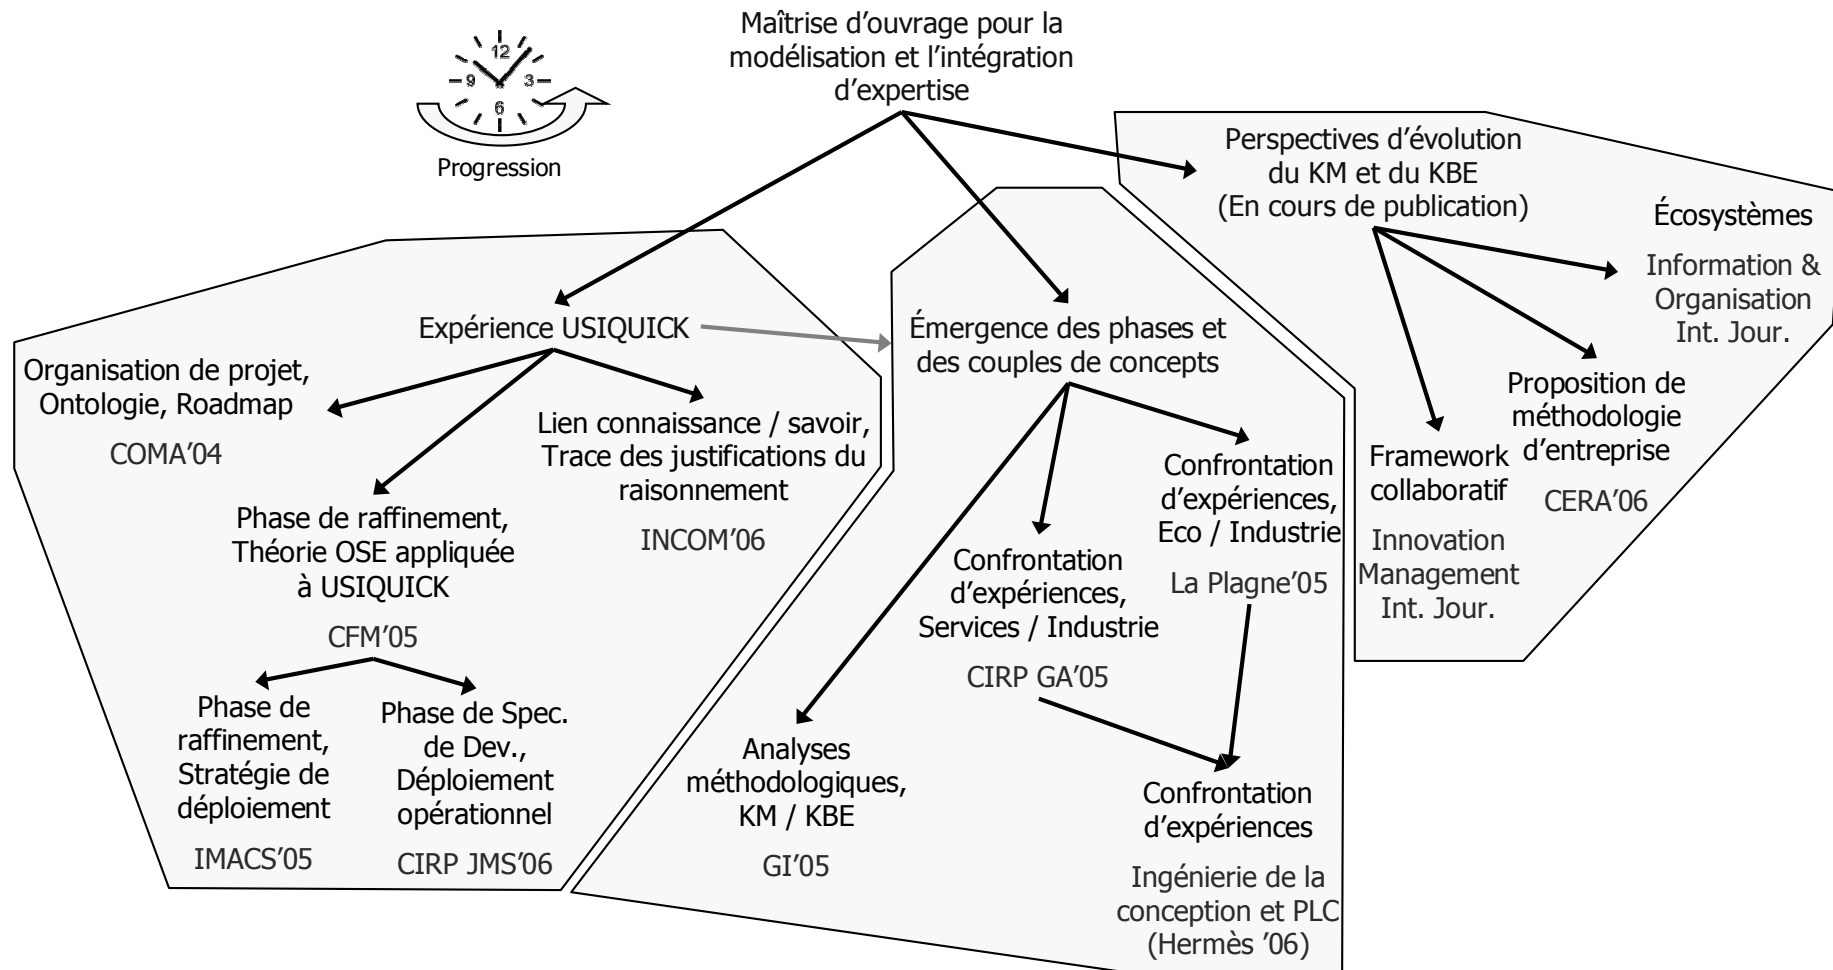 Maîtrise d'ouvrage pour la
modélisation et l'intégration
d'expertise
12
9
3
6
Progression
Perspectives d'évolution
du KM et du KBE
(En cours de publication)
Écosystèmes
Information &
Organisation
Int. Jour.
Expérience USIQUICK
Émergence des phases et
des couples de concepts
Organisation de projet,
Ontologie, Roadmap
COMA'04
Lien connaissance / savoir,
Trace des justifications du
raisonnement
INCOM'06
Phase de raffinement,
Théorie OSE appliquée
à USIQUICK
CFM'05
Phase de
raffinement,
Stratégie de
déploiement
IMACS'05
Phase de Spec.
de Dev.,
Déploiement
opérationnel
CIRP JMS'06
Analyses
méthodologiques,
KM / KBE
GI'05
Confrontation
d'expériences,
Services / Industrie
CIRP GA'05
Confrontation
d'expériences,
Eco / Industrie
La Plagne'05
Confrontation
d'expériences
Ingénierie de la
conception et PLC
(Hermès '06)
Framework
collaboratif
Innovation
Management
Int. Jour.
Proposition de
méthodologie
d'entreprise
CERA'06